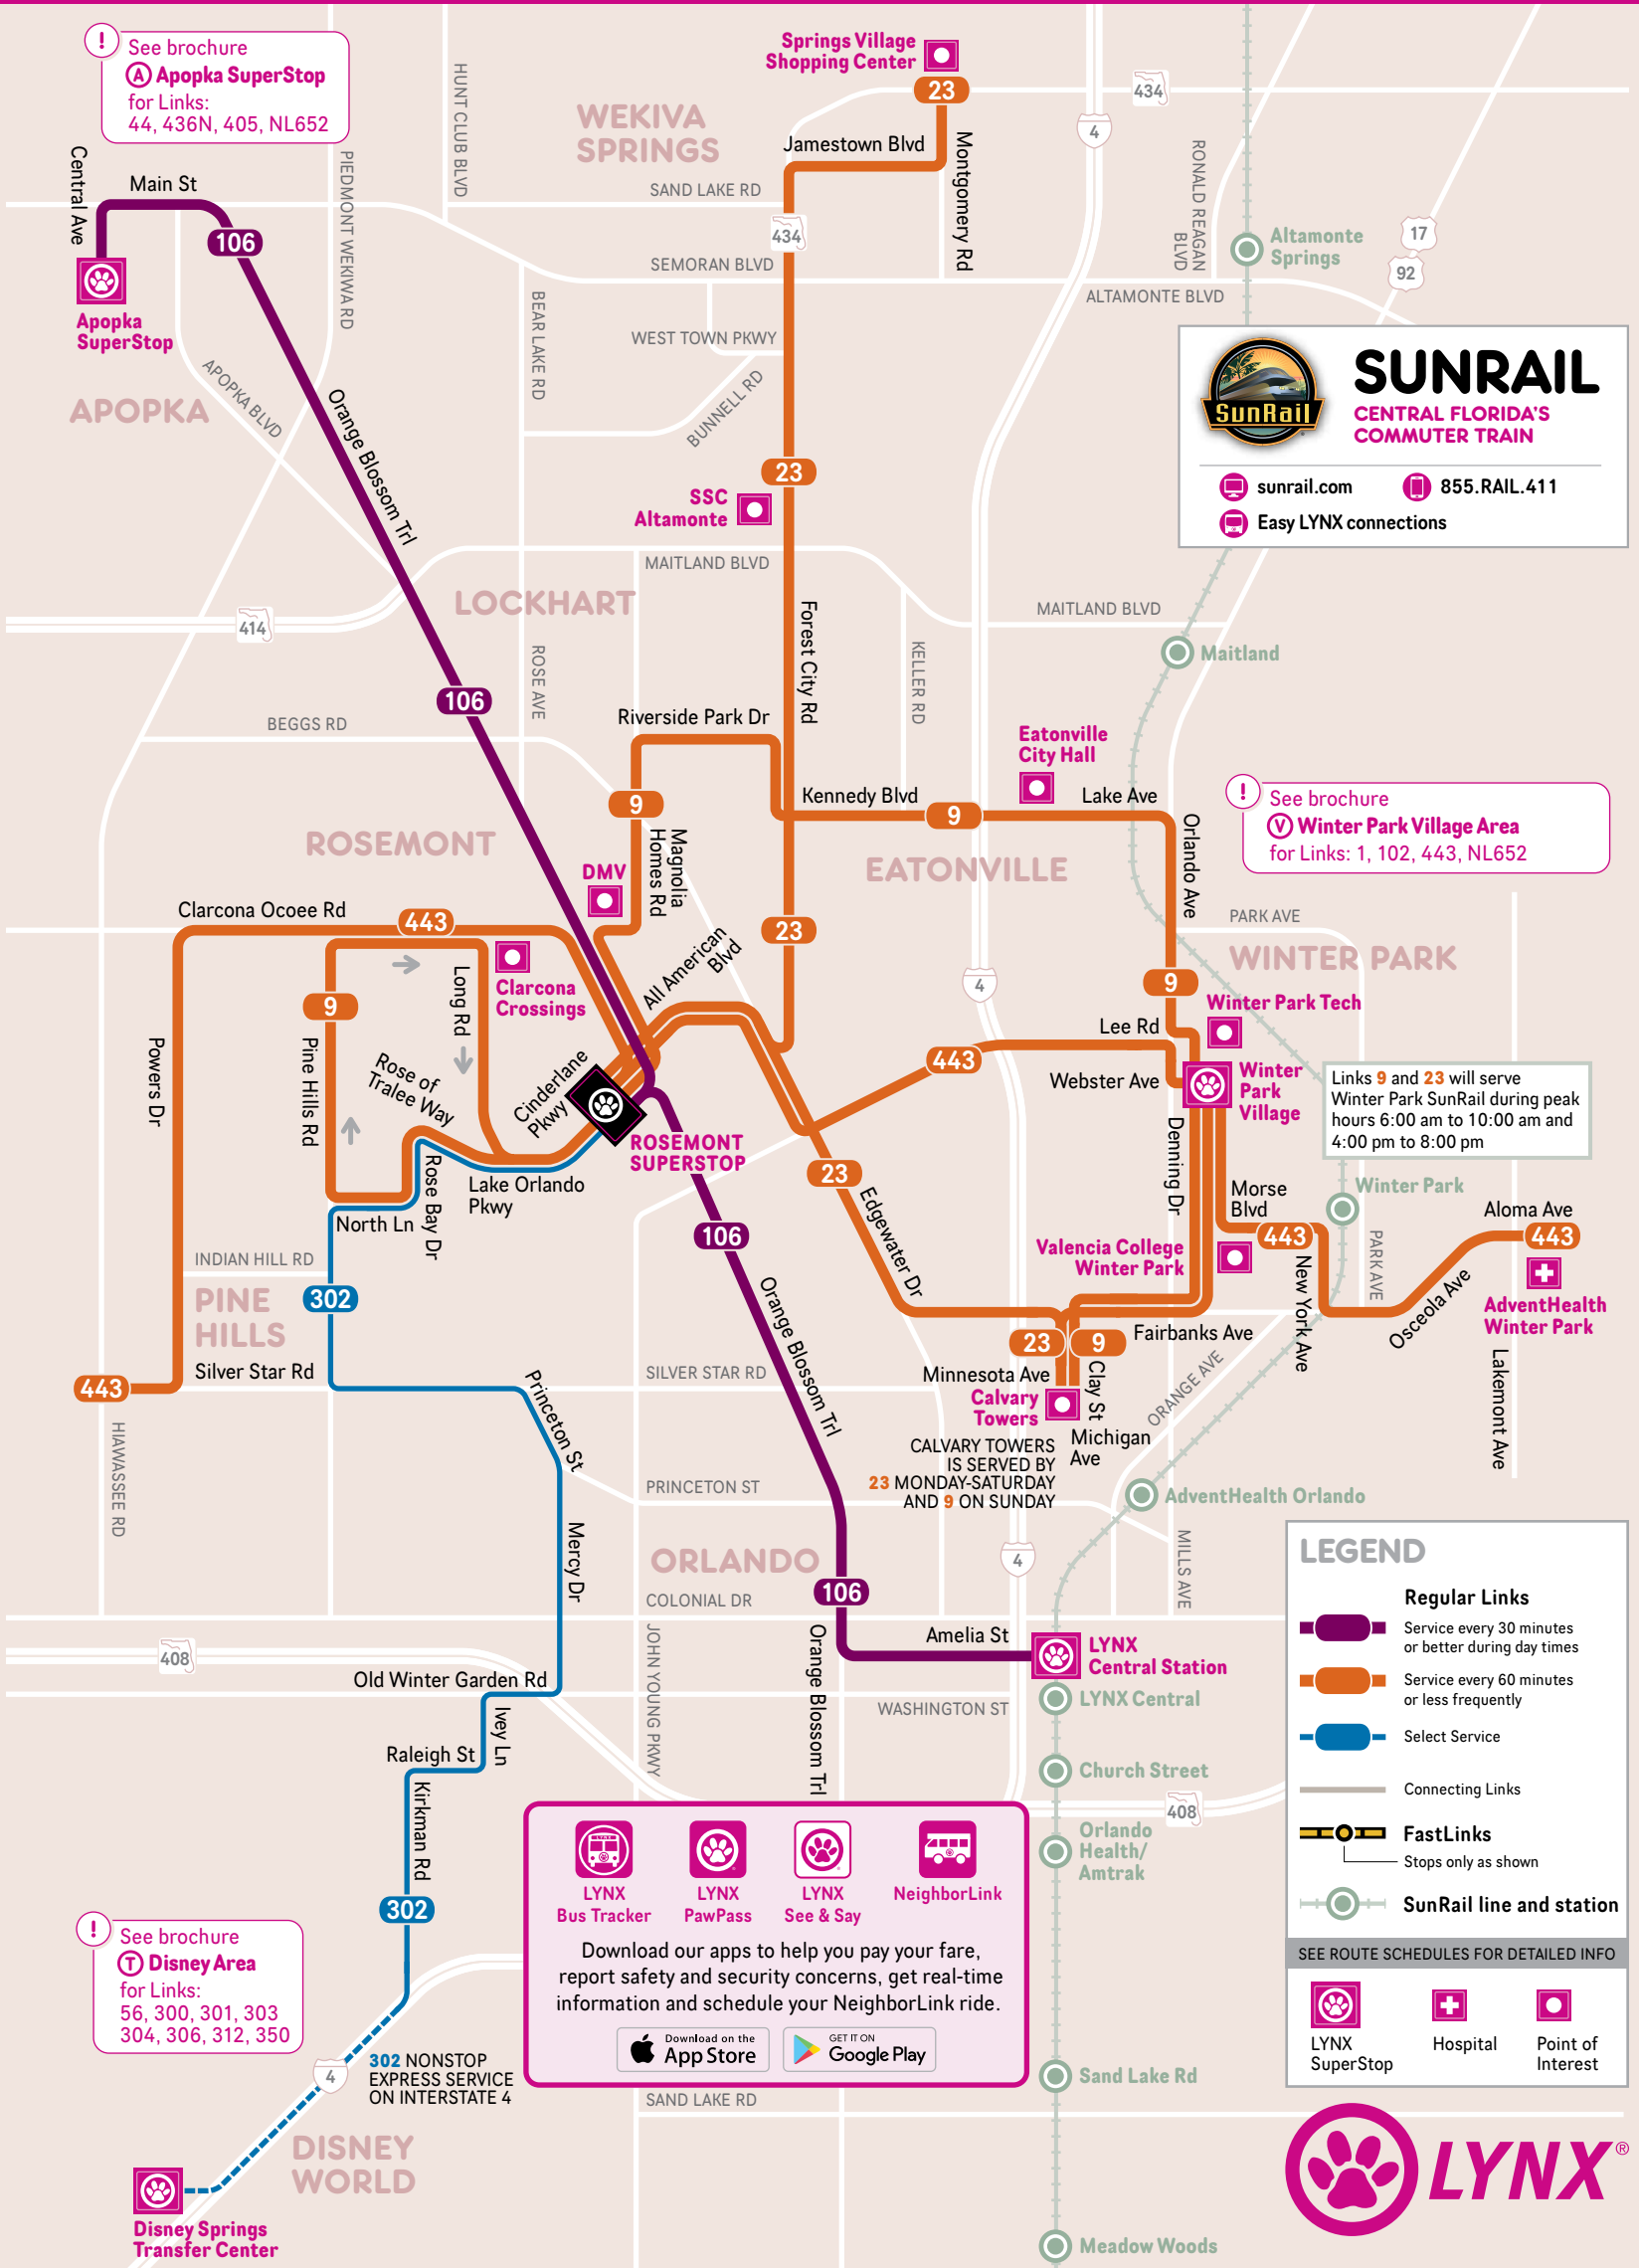 ! See brochure
Ⓐ Apopka SuperStop
for Links:
44, 436N, 405, NL652
Springs Village
Shopping Center
23
434
4
HUNT CLUB BLVD
WEKIVA
SPRINGS
Jamestown Blvd
Montgomery Rd
RONALD REAGAN
BLVD
Central Ave
Main St
PIEDMONT WEKIWA RD
SAND LAKE RD
106
434
17
92
Altamonte
Springs
SEMORAN BLVD
ALTAMONTE BLVD
Apopka
SuperStop
BEAR LAKE RD
WEST TOWN PKWY
APOPKA BLVD
APOPKA
BUNNELL RD
Orange Blossom Trl
SunRail
SUNRAIL
CENTRAL FLORIDA'S
COMMUTER TRAIN
sunrail.com
855.RAIL.411
Easy LYNX connections
23
SSC
Altamonte
MAITLAND BLVD
LOCKHART
MAITLAND BLVD
414
Forest City Rd
ROSE AVE
KELLER RD
Maitland
106
BEGGS RD
Riverside Park Dr
Eatonville
City Hall
9
Kennedy Blvd
9
Lake Ave
Orlando Ave
! See brochure
Ⓥ Winter Park Village Area
for Links: 1, 102, 443, NL652
ROSEMONT
Magnolia
Homes Rd
EATONVILLE
DMV
Clarcona Ocoee Rd
443
23
PARK AVE
WINTER PARK
All American
Blvd
Clarcona
Crossings
Long Rd
9
4
9
Winter Park Tech
Lee Rd
Powers Dr
Pine Hills Rd
Rose of
Tralee Way
Cinderlane
Pkwy
443
Webster Ave
Winter
Park
Village
Links 9 and 23 will serve
Winter Park SunRail during peak
hours 6:00 am to 10:00 am and
4:00 pm to 8:00 pm
ROSEMONT
SUPERSTOP
Denning Dr
23
Rose Bay Dr
Lake Orlando
Pkwy
North Ln
Edgewater Dr
Morse
Blvd
Winter Park
Aloma Ave
106
443
443
INDIAN HILL RD
Valencia College
Winter Park
New York Ave
PARK AVE
Osceola Ave
AdventHealth
Winter Park
PINE
HILLS
302
Orange Blossom Trl
23
9
Fairbanks Ave
Silver Star Rd
443
SILVER STAR RD
Minnesota Ave
Clay St
ORANGE AVE
Lakemont Ave
Calvary
Towers
Princeton St
Michigan
Ave
CALVARY TOWERS
IS SERVED BY
23 MONDAY-SATURDAY
AND 9 ON SUNDAY
HIAWASSEE RD
PRINCETON ST
AdventHealth Orlando
Mercy Dr
ORLANDO
4
MILLS AVE
106
COLONIAL DR
Amelia St
LYNX
Central Station
JOHN YOUNG PKWY
Orange Blossom Trl
408
Old Winter Garden Rd
WASHINGTON ST
LYNX Central
Ivey Ln
Raleigh St
Church Street
Kirkman Rd
408
Orlando
Health/
Amtrak
302
LYNX
Bus Tracker
LYNX
PawPass
LYNX
See & Say
NeighborLink
Download our apps to help you pay your fare,
report safety and security concerns, get real-time
information and schedule your NeighborLink ride.
Download on the
App Store
GET IT ON
Google Play
! See brochure
Ⓣ Disney Area
for Links:
56, 300, 301, 303
304, 306, 312, 350
4
302 NONSTOP
EXPRESS SERVICE
ON INTERSTATE 4
Sand Lake Rd
SAND LAKE RD
DISNEY
WORLD
Disney Springs
Transfer Center
Meadow Woods
LEGEND
Regular Links
Service every 30 minutes
or better during day times
Service every 60 minutes
or less frequently
Select Service
Connecting Links
FastLinks
Stops only as shown
SunRail line and station
SEE ROUTE SCHEDULES FOR DETAILED INFO
LYNX
SuperStop
Hospital
Point of
Interest
LYNX®